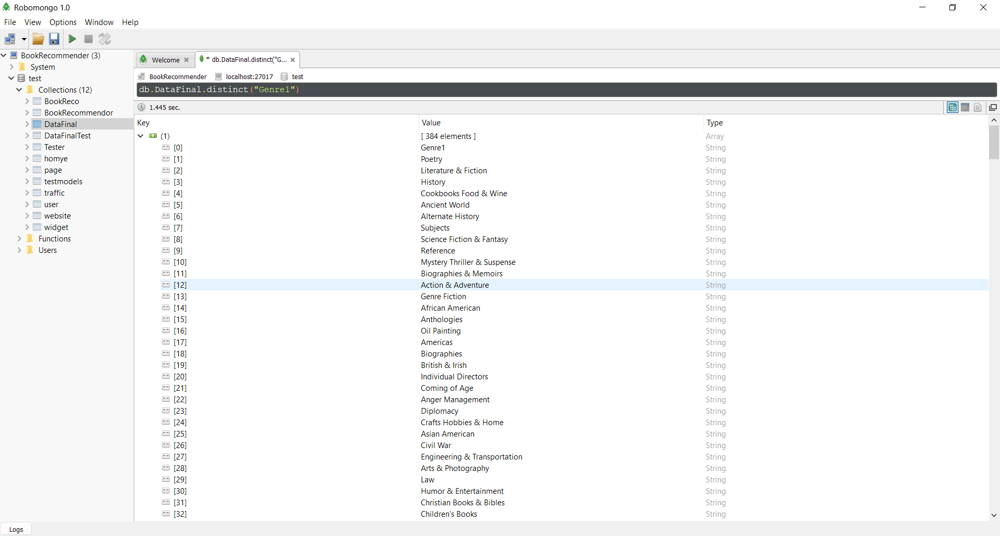 Robomongo 1.0
File View Options Window Help
BookRecommender (3)
System
test
Collections (12)
BookReco
BookRecommendor
DataFinal
DataFinalTest
Tester
homye
page
testmodels
traffic
user
website
widget
Functions
Users
Welcome * db.DataFinal.distinct("G...
BookRecommender localhost:27017 test
db.DataFinal.distinct("Genre1")
1.445 sec.
Key Value Type
(1) [ 384 elements ] Array
[0] Genre1 String
[1] Poetry String
[2] Literature & Fiction String
[3] History String
[4] Cookbooks Food & Wine String
[5] Ancient World String
[6] Alternate History String
[7] Subjects String
[8] Science Fiction & Fantasy String
[9] Reference String
[10] Mystery Thriller & Suspense String
[11] Biographies & Memoirs String
[12] Action & Adventure String
[13] Genre Fiction String
[14] African American String
[15] Anthologies String
[16] Oil Painting String
[17] Americas String
[18] Biographies String
[19] British & Irish String
[20] Individual Directors String
[21] Coming of Age String
[22] Anger Management String
[23] Diplomacy String
[24] Crafts Hobbies & Home String
[25] Asian American String
[26] Civil War String
[27] Engineering & Transportation String
[28] Arts & Photography String
[29] Law String
[30] Humor & Entertainment String
[31] Christian Books & Bibles String
[32] Children's Books String
Logs